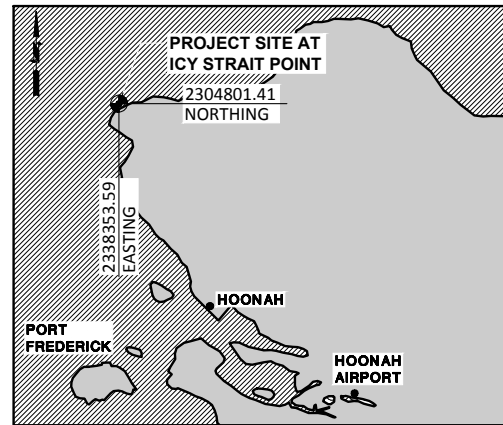 PROJECT SITE AT
ICY STRAIT POINT
2304801.41
NORTHING
2338353.59
EASTING
HOONAH
PORT
FREDERICK
HOONAH
AIRPORT